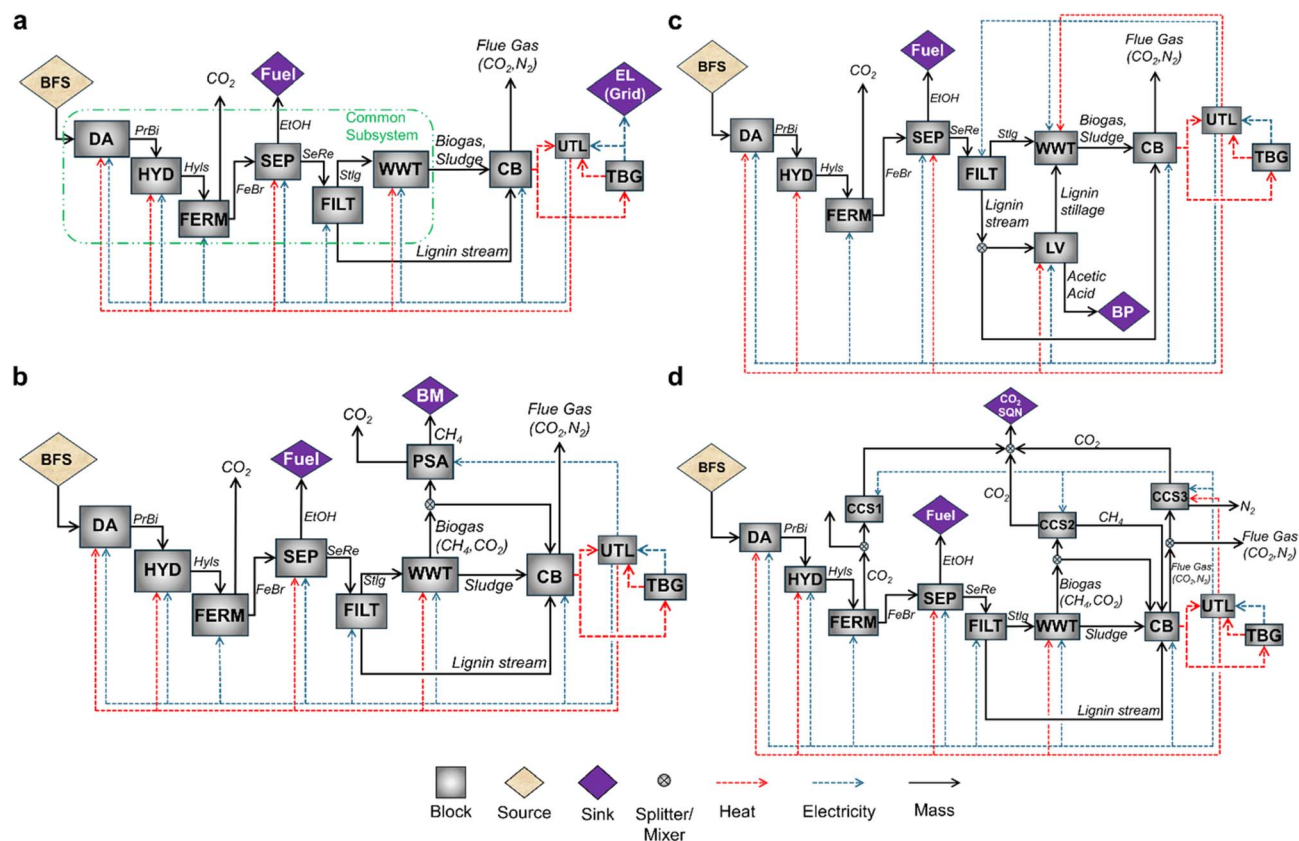 a
BFS
DA
PrBi
HYD
Hyls
FERM
CO2
FeBr
Fuel
EtOH
SEP
SeRe
Common
Subsystem
FILT
Stlg
WWT
Biogas,
Sludge
Lignin stream
Flue Gas
(CO2,N2)
CB
EL
(Grid)
UTL
TBG
b
BFS
DA
PrBi
HYD
Hyls
FERM
CO2
FeBr
Fuel
EtOH
SEP
SeRe
FILT
Stlg
CO2
BM
CH4
PSA
Biogas
(CH4,CO2)
WWT
Sludge
Lignin stream
Flue Gas
(CO2,N2)
CB
UTL
TBG
c
BFS
DA
PrBi
HYD
Hyls
FERM
CO2
FeBr
Fuel
EtOH
SEP
SeRe
FILT
Stlg
WWT
Biogas,
Sludge
Lignin
stream
Lignin
stillage
LV
Acetic
Acid
BP
Flue Gas
(CO2,N2)
CB
UTL
TBG
d
BFS
DA
PrBi
HYD
Hyls
FERM
CO2
FeBr
CCS1
Fuel
EtOH
SEP
SeRe
FILT
Stlg
CO2
SQN
CO2
CO2
CCS2
CH4
Biogas
(CH4,CO2)
WWT
Sludge
Lignin stream
CCS3
N2
Flue Gas
(CO2,N2)
Flue Gas
(CO2,N2)
CB
UTL
TBG
Block
Source
Sink
Splitter/
Mixer
Heat
Electricity
Mass